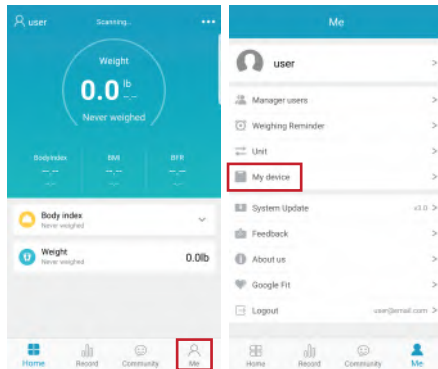 user Scanning...
Weight
0.0 lb
--.--
Never weighed
Bodyindex BMI BFR
--.-- --.-- --.--
Body index
Never weighed
Weight
Never weighed
0.0lb
Home Record Community Me
Me
user
Manager users
Weighing Reminder
Unit
My device
System Update v1.0
Feedback
About us
Google Fit
Logout user@email.com
Home Record Community Me